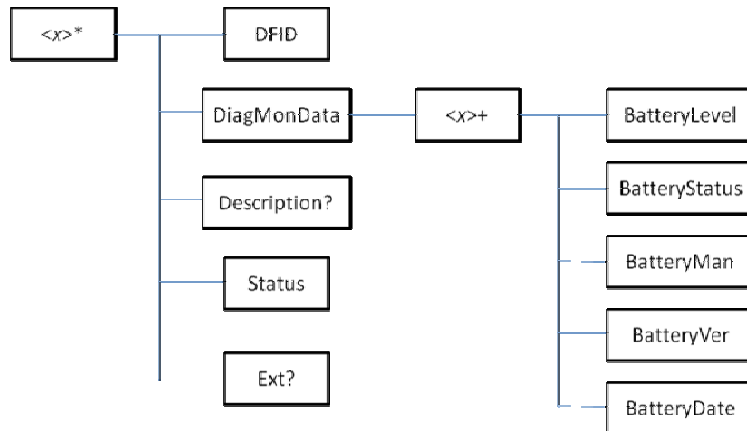 <x>*
DFID
DiagMonData
<x>+
BatteryLevel
Description?
BatteryStatus
Status
BatteryMan
BatteryVer
Ext?
BatteryDate